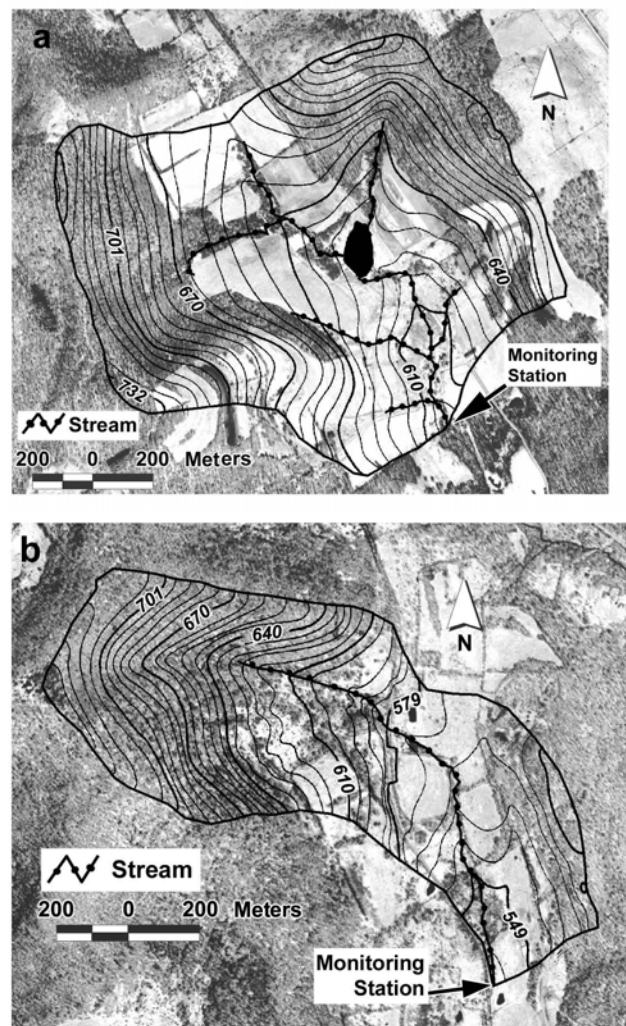 a
N
701
670
640
610
732
Monitoring
Station
Stream
200 0 200 Meters
b
N
701
670
640
579
610
549
Stream
200 0 200 Meters
Monitoring
Station